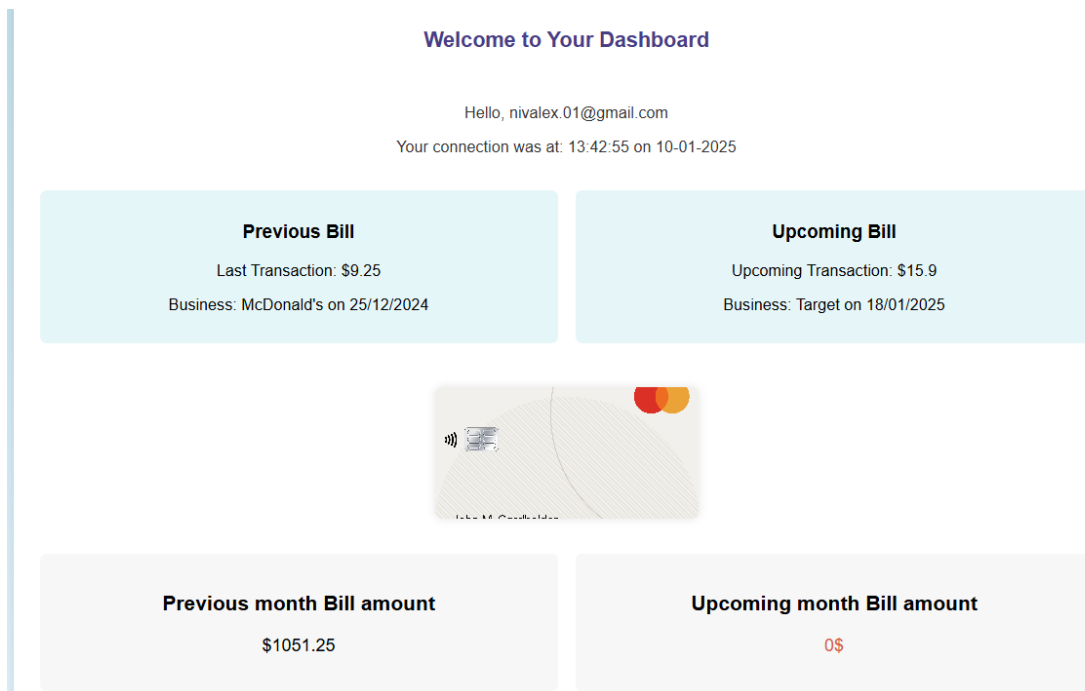 Welcome to Your Dashboard
Hello, nivalex.01@gmail.com
Your connection was at: 13:42:55 on 10-01-2025
Previous Bill
Last Transaction: $9.25
Business: McDonald's on 25/12/2024
Upcoming Bill
Upcoming Transaction: $15.9
Business: Target on 18/01/2025
John M. Cardholder
Previous month Bill amount
$1051.25
Upcoming month Bill amount
0$